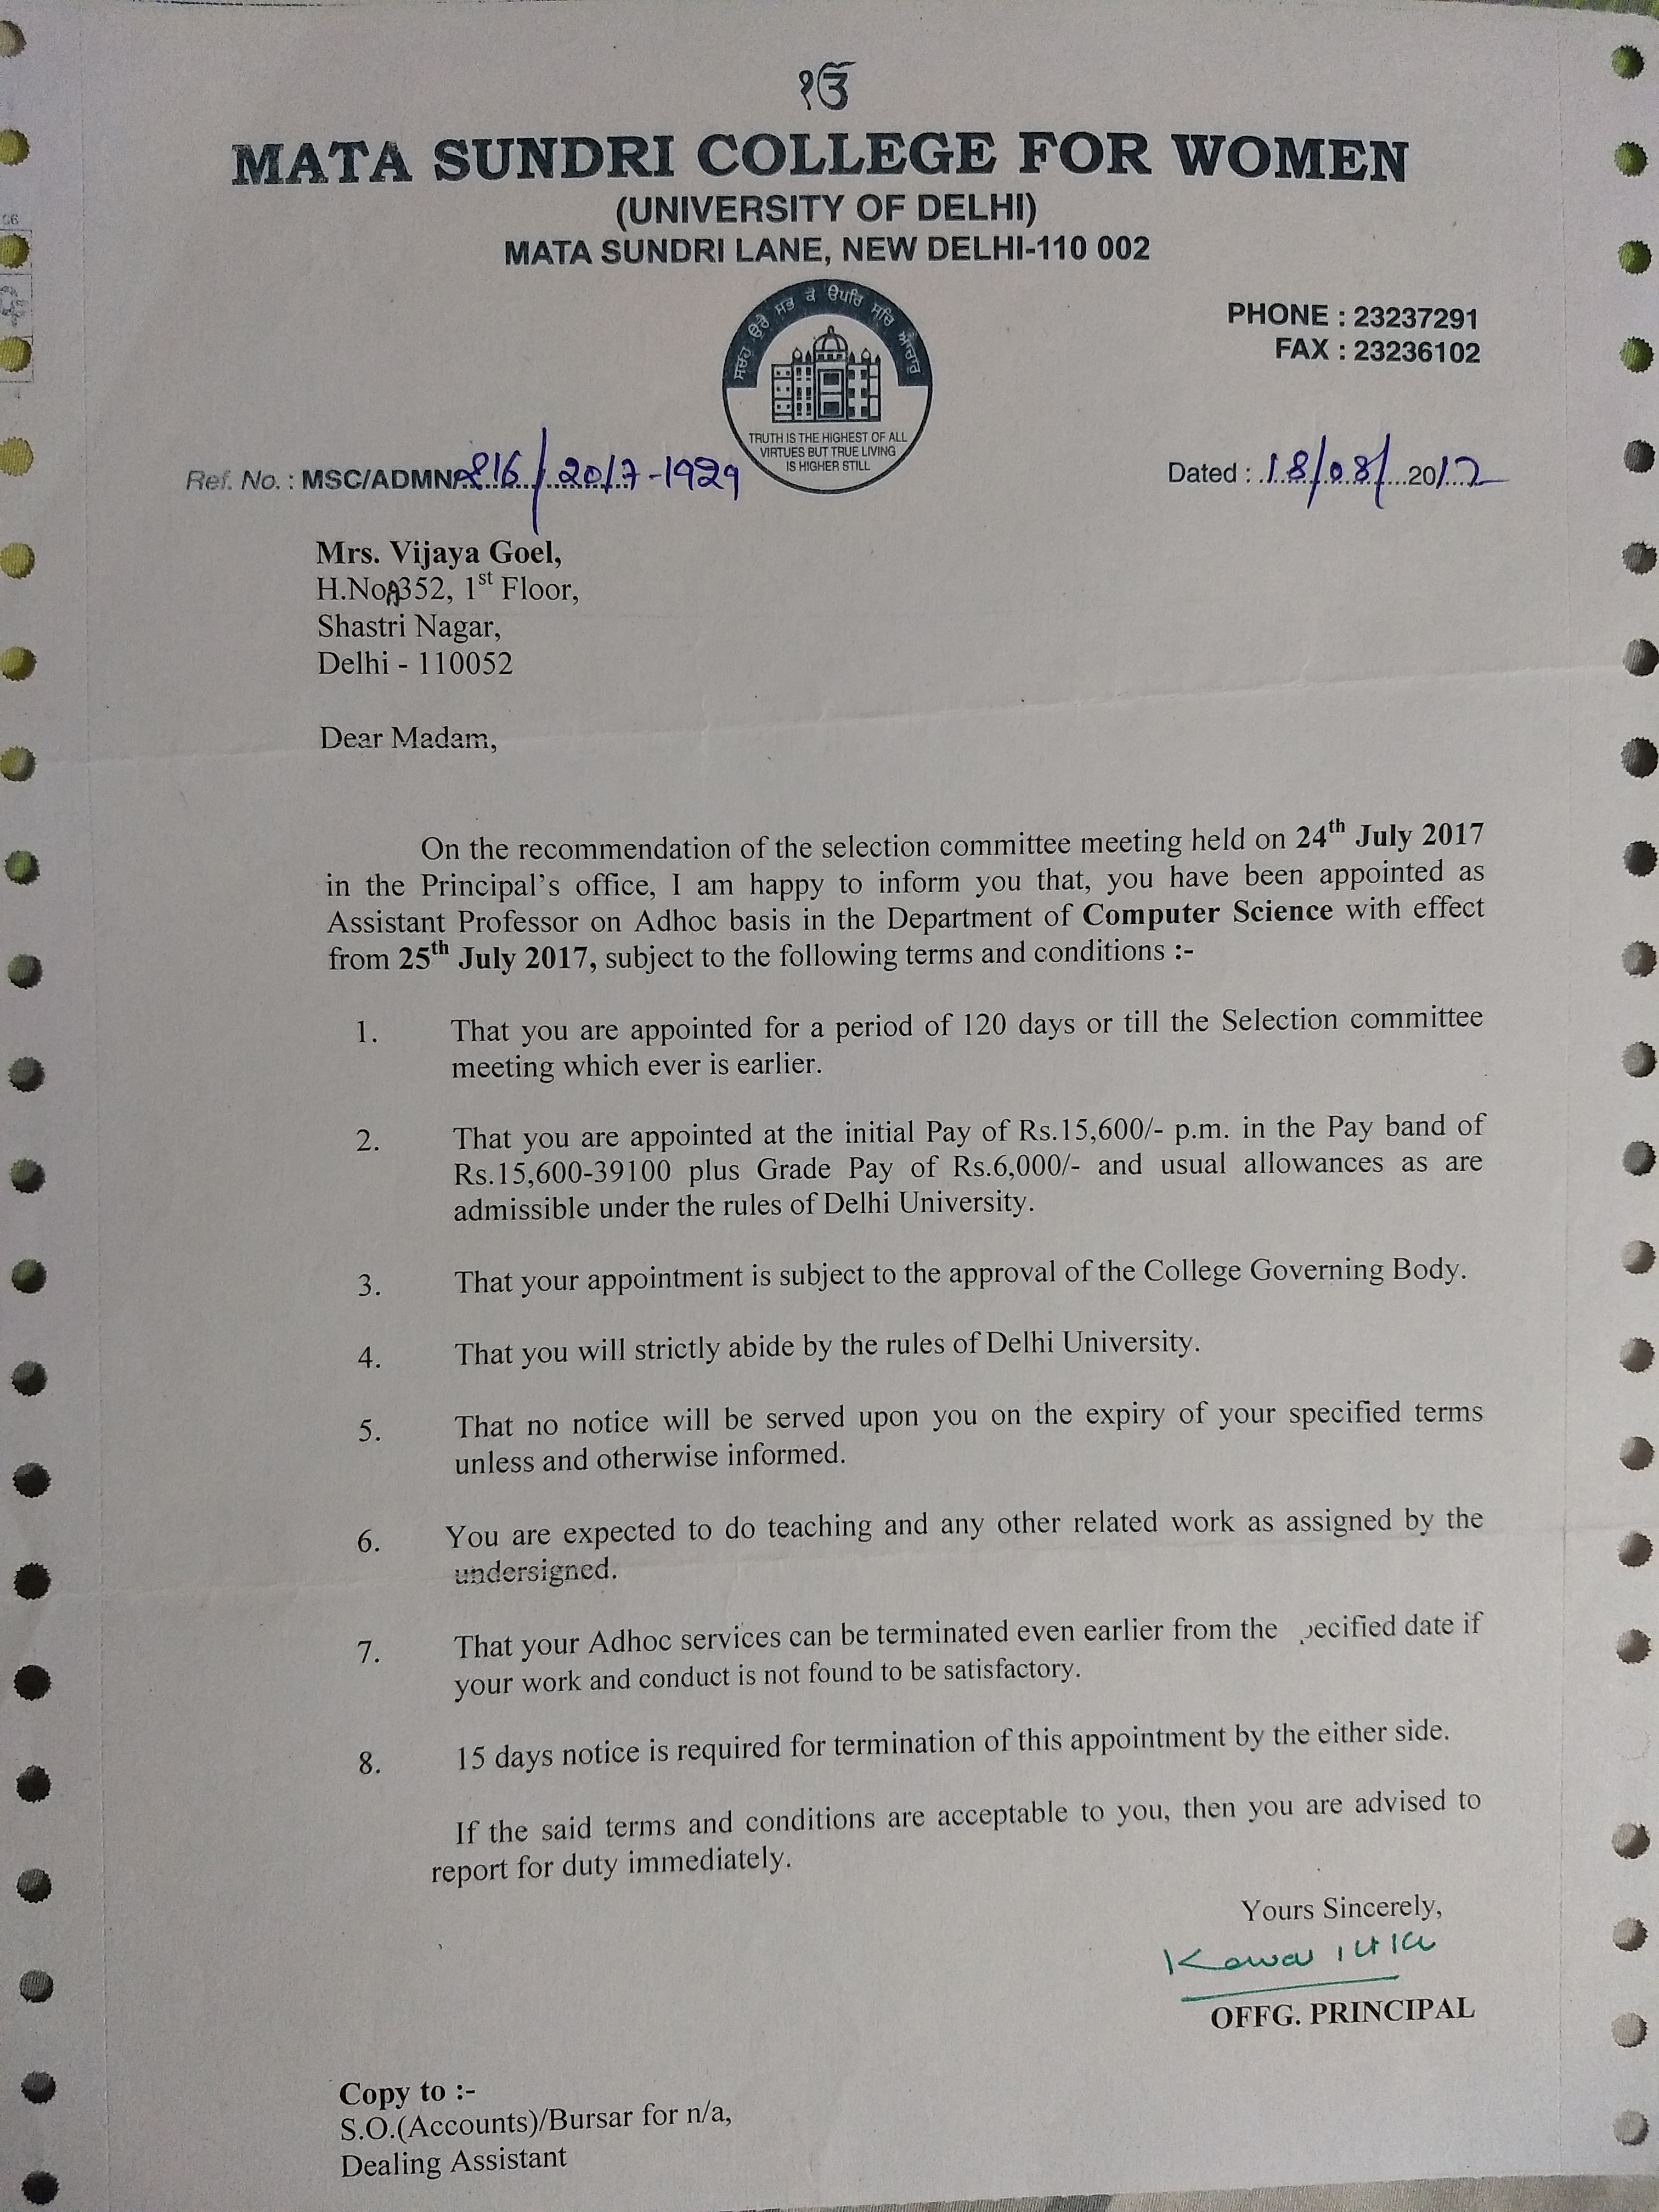 ੴ
MATA SUNDRI COLLEGE FOR WOMEN
(UNIVERSITY OF DELHI)
MATA SUNDRI LANE, NEW DELHI-110 002
ਸਚਹੁ ਉਰੈ ਸਭ ਕੋ ਉਪਰਿ ਸਚਿ ਆਚਾਰ
TRUTH IS THE HIGHEST OF ALL
VIRTUES BUT TRUE LIVING
IS HIGHER STILL
PHONE : 23237291
FAX : 23236102
Ref. No. : MSC/ADMN/216/2017-1929
Dated : 18/08/2017
Mrs. Vijaya Goel,
H.No A352, 1st Floor,
Shastri Nagar,
Delhi - 110052
Dear Madam,
On the recommendation of the selection committee meeting held on 24th July 2017
in the Principal's office, I am happy to inform you that, you have been appointed as
Assistant Professor on Adhoc basis in the Department of Computer Science with effect
from 25th July 2017, subject to the following terms and conditions :-
1. That you are appointed for a period of 120 days or till the Selection committee
meeting which ever is earlier.
2. That you are appointed at the initial Pay of Rs.15,600/- p.m. in the Pay band of
Rs.15,600-39100 plus Grade Pay of Rs.6,000/- and usual allowances as are
admissible under the rules of Delhi University.
3. That your appointment is subject to the approval of the College Governing Body.
4. That you will strictly abide by the rules of Delhi University.
5. That no notice will be served upon you on the expiry of your specified terms
unless and otherwise informed.
6. You are expected to do teaching and any other related work as assigned by the
undersigned.
7. That your Adhoc services can be terminated even earlier from the pecified date if
your work and conduct is not found to be satisfactory.
8. 15 days notice is required for termination of this appointment by the either side.
If the said terms and conditions are acceptable to you, then you are advised to
report for duty immediately.
Yours Sincerely,
OFFG. PRINCIPAL
Copy to :-
S.O.(Accounts)/Bursar for n/a,
Dealing Assistant